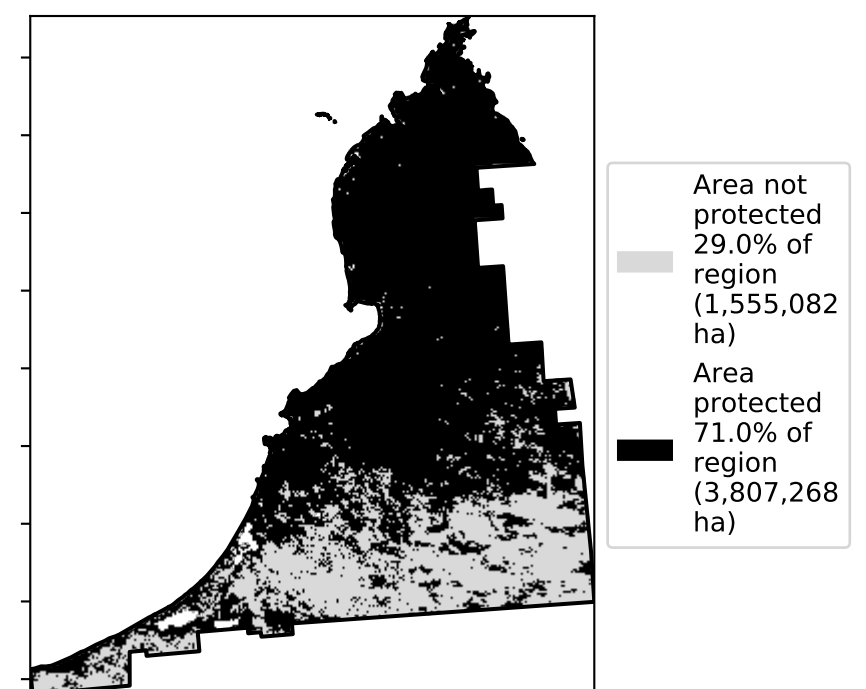 Area not
protected
29.0% of
region
(1,555,082
ha)
Area
protected
71.0% of
region
(3,807,268
ha)